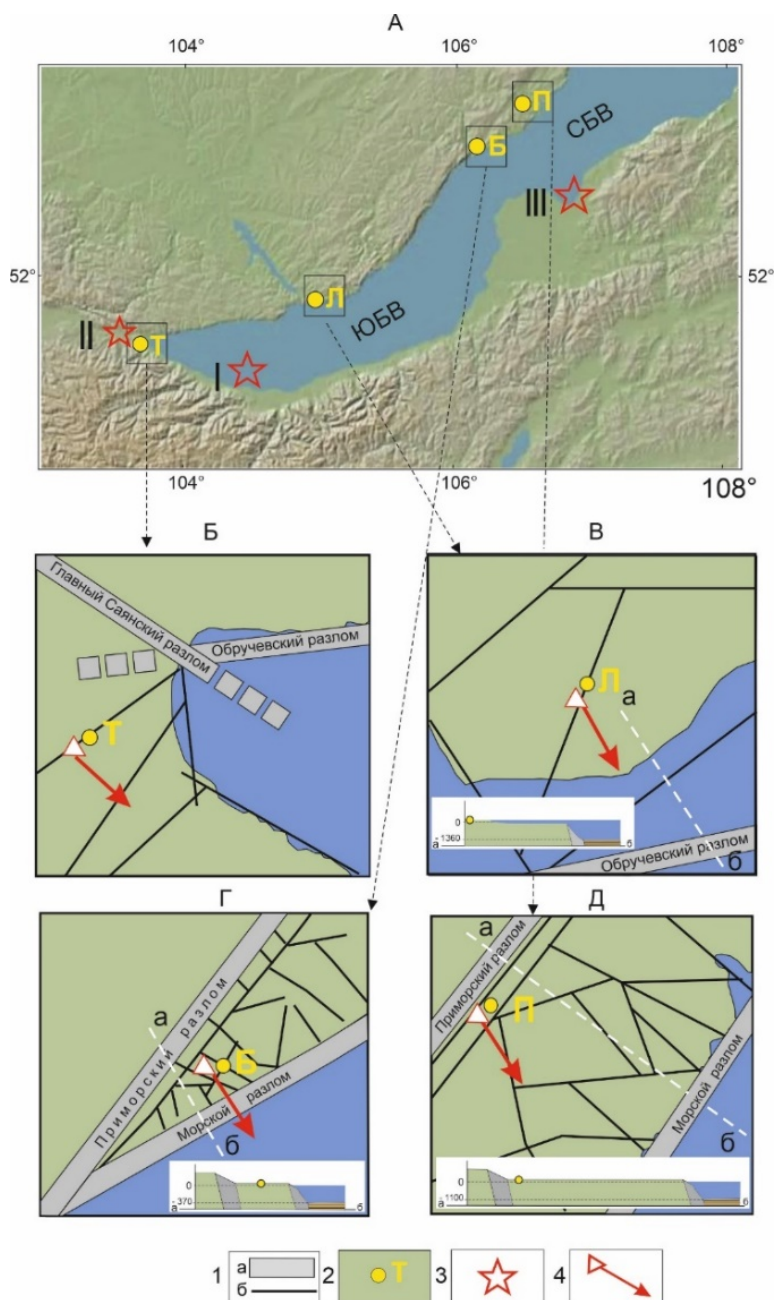 А
104° 106° 108°
П
СБВ
Б
III
52° 52°
Л
ЮБВ
II
Т
I
104° 106° 108°
Б В
Главный Саянский разлом
Обручевский разлом
Т
Л
а
0
- 1360
а б
Обручевский разлом
б
Г Д
Приморский разлом
а
Б
Морской разлом
б
0
- 370
а б
Приморский разлом
а
П
Морской разлом
б
0
- 1100
а б
1 а б 2 Т 3 4